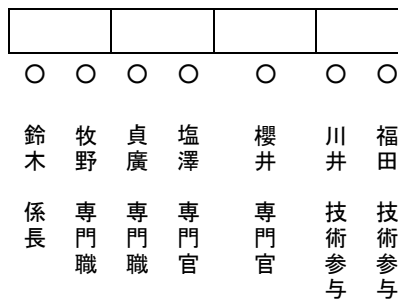 鈴木 係長
牧野 専門職
貞廣 専門職
塩澤 専門官
櫻井 専門官
川井 技術参与
福田 技術参与